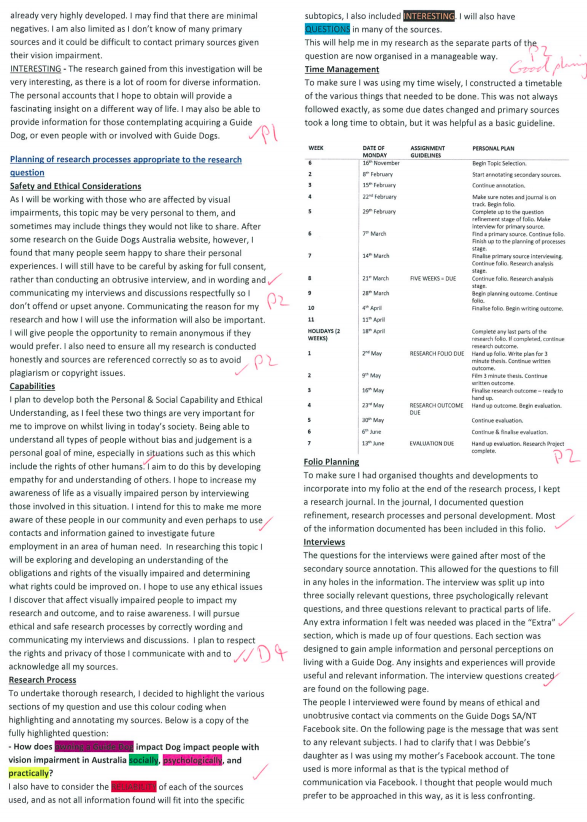 already very highly developed. I may find that there are minimal
negatives. I am also limited as I don't know of many primary
sources and it could be difficult to contact primary sources given
their vision impairment.
INTERESTING - The research gained from this investigation will be
very interesting, as there is a lot of room for diverse information.
The personal accounts that I hope to obtain will provide a
fascinating insight on a different way of life. I may also be able to
provide information for those contemplating acquiring a Guide
Dog, or even people with or involved with Guide Dogs.
P1
Planning of research processes appropriate to the research
question
Safety and Ethical Considerations
As I will be working with those who are affected by visual
impairments, this topic may be very personal to them, and
sometimes may include things they would not like to share. After
some research on the Guide Dogs Australia website, however, I
found that many people seem happy to share their personal
experiences. I will still have to be careful by asking for full consent,
rather than conducting an obtrusive interview, and in wording and
communicating my interviews and discussions respectfully so I
don't offend or upset anyone. Communicating the reason for my
P2
research and how I will use the information will also be important.
I will give people the opportunity to remain anonymous if they
would prefer. I also need to ensure all my research is conducted
honestly and sources are referenced correctly so as to avoid
plagiarism or copyright issues.
P2
Capabilities
I plan to develop both the Personal & Social Capability and Ethical
Understanding, as I feel these two things are very important for
me to improve on whilst living in today's society. Being able to
understand all types of people without bias and judgement is a
personal goal of mine, especially in situations such as this which
include the rights of other humans. I aim to do this by developing
empathy for and understanding of others. I hope to increase my
awareness of life as a visually impaired person by interviewing
those involved in this situation. I intend for this to make me more
aware of these people in our community and even perhaps to use
contacts and information gained to investigate future
employment in an area of human need. In researching this topic I
will be exploring and developing an understanding of the
obligations and rights of the visually impaired and determining
what rights could be improved on. I hope to use any ethical issues
I discover that affect visually impaired people to impact my
research and outcome, and to raise awareness. I will pursue
ethical and safe research processes by correctly wording and
communicating my interviews and discussions. I plan to respect
the rights and privacy of those I communicate with and to
acknowledge all my sources.
D4
Research Process
To undertake thorough research, I decided to highlight the various
sections of my question and use this colour coding when
highlighting and annotating my sources. Below is a copy of the
fully highlighted question:
- How does impact Dog impact people with
vision impairment in Australia socially, psychologically, and
practically?
I also have to consider the of each of the sources
used, and as not all information found will fit into the specific
subtopics, I also included INTERESTING. I will also have
QUESTIONS in many of the sources.
This will help me in my research as the separate parts of the
question are now organised in a manageable way.
P2
Good planning
Time Management
To make sure I was using my time wisely, I constructed a timetable
of the various things that needed to be done. This was not always
followed exactly, as some due dates changed and primary sources
took a long time to obtain, but it was helpful as a basic guideline.
WEEK DATE OF MONDAY ASSIGNMENT GUIDELINES PERSONAL PLAN
6 16th November Begin Topic Selection.
2 8th February Start annotating secondary sources.
3 15th February Continue annotation.
4 22nd February Make sure notes and journal is on
track. Begin folio.
5 29th February Complete up to the question
refinement stage of folio. Make
interview for primary source.
6 7th March Find a primary source. Continue folio.
Finish up to the planning of processes
stage.
7 14th March Finalise primary source interviewing.
Continue folio. Research analysis
stage.
8 21st March FIVE WEEKS = DUE Continue folio. Research analysis
stage.
9 28th March Begin planning outcome. Continue
folio.
10 4th April Finalise folio. Begin writing outcome.
11 11th April
HOLIDAYS (2 WEEKS) 18th April Complete any last parts of the
research folio. If completed, continue
research outcome.
1 2nd May RESEARCH FOLIO DUE Hand up folio. Write plan for 3
minute thesis. Continue written
outcome.
2 9th May Film 3 minute thesis. Continue
written outcome.
3 16th May Finalise research outcome – ready to
hand up.
4 23rd May RESEARCH OUTCOME DUE Hand up outcome. Begin evaluation.
5 30th May Continue evaluation.
6 6th June Continue & finalise evaluation.
7 13th June EVALUATION DUE Hand up evaluation. Research Project
complete.
P2
Folio Planning
To make sure I had organised thoughts and developments to
incorporate into my folio at the end of the research process, I kept
a research journal. In the journal, I documented question
refinement, research processes and personal development. Most
of the information documented has been included in this folio.
Interviews
The questions for the interviews were gained after most of the
secondary source annotation. This allowed for the questions to fill
in any holes in the information. The interview was split up into
three socially relevant questions, three psychologically relevant
questions, and three questions relevant to practical parts of life.
Any extra information I felt was needed was placed in the "Extra"
section, which is made up of four questions. Each section was
designed to gain ample information and personal perceptions on
living with a Guide Dog. Any insights and experiences will provide
useful and relevant information. The interview questions created
are found on the following page.
The people I interviewed were found by means of ethical and
unobtrusive contact via comments on the Guide Dogs SA/NT
Facebook site. On the following page is the message that was sent
to any relevant subjects. I had to clarify that I was Debbie's
daughter as I was using my mother's Facebook account. The tone
used is more informal as that is the typical method of
communication via Facebook. I thought that people would much
prefer to be approached in this way, as it is less confronting.